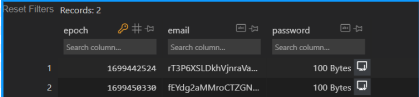 Reset Filters Records: 2
epoch email password
Search column... Search column... Search column...
1 1699442524 rT3P6XSLDkhVjnraVa... 100 Bytes
2 1699450330 fEYdg2aMMroCTZGN... 100 Bytes